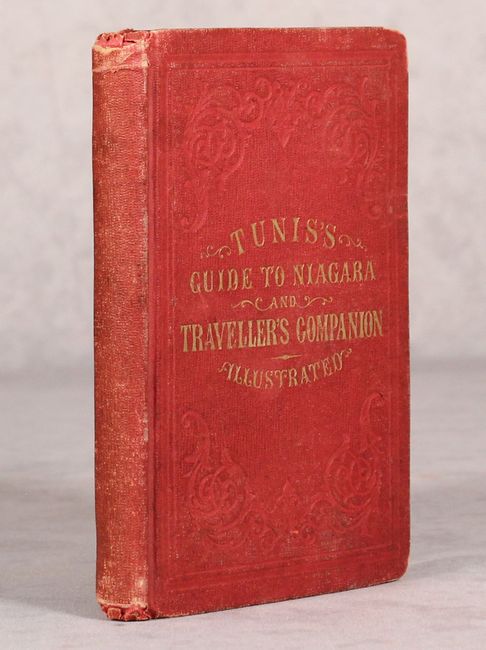 TUNIS'S
GUIDE TO NIAGARA
AND
TRAVELLER'S COMPANION
ILLUSTRATED